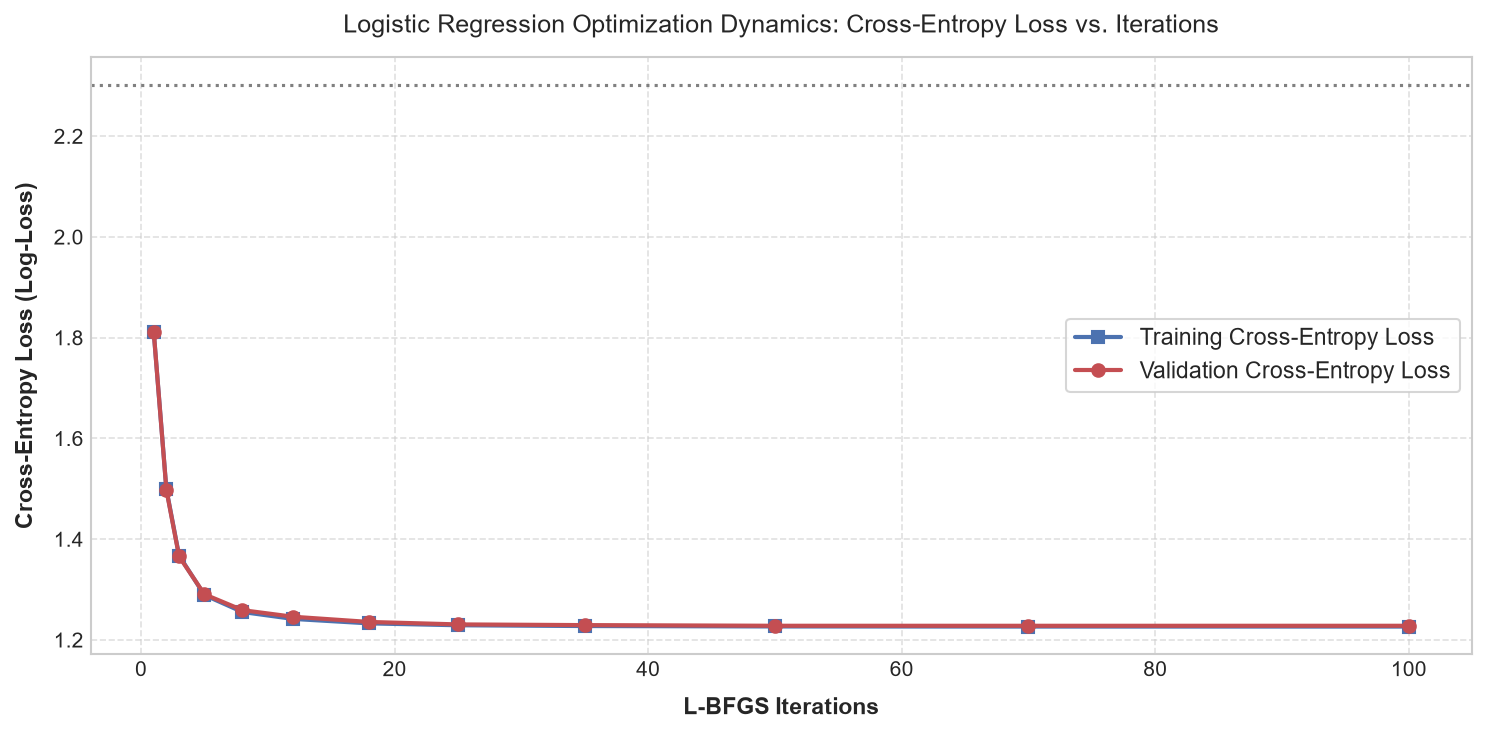 Logistic Regression Optimization Dynamics: Cross-Entropy Loss vs. Iterations
Cross-Entropy Loss (Log-Loss)
2.2
2.0
1.8
1.6
1.4
1.2
Training Cross-Entropy Loss
Validation Cross-Entropy Loss
0
20
40
60
80
100
L-BFGS Iterations